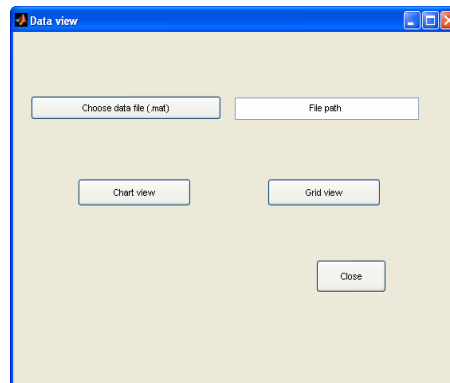 Data view
Choose data file (.mat) File path
Chart view Grid view
Close